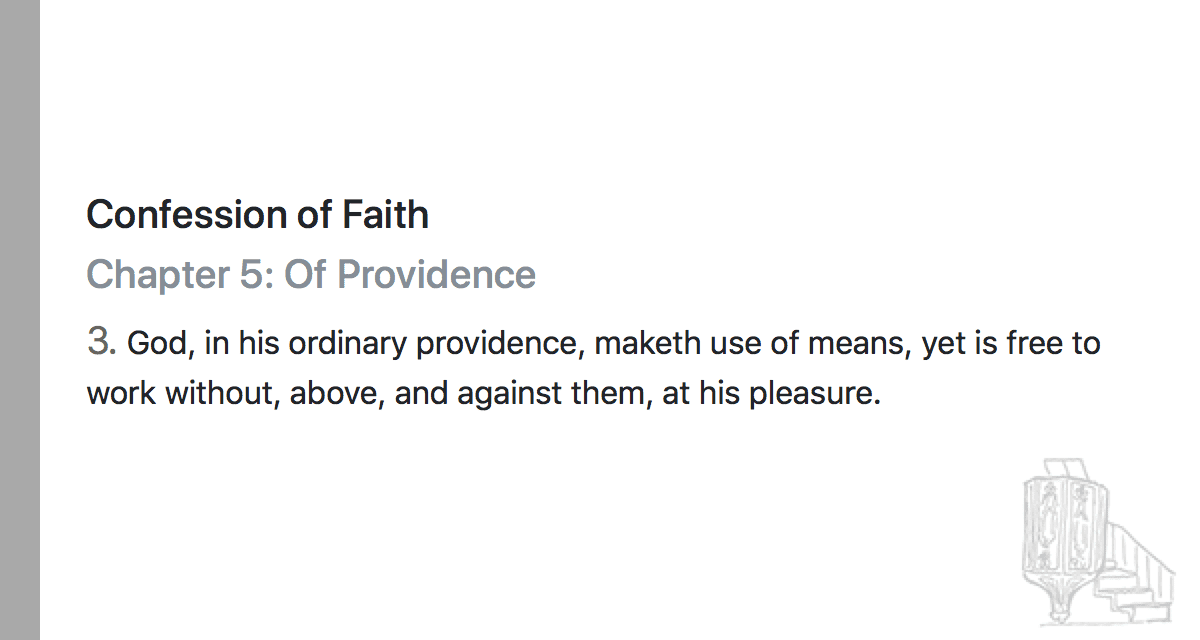 Confession of Faith
Chapter 5: Of Providence
3. God, in his ordinary providence, maketh use of means, yet is free to
work without, above, and against them, at his pleasure.